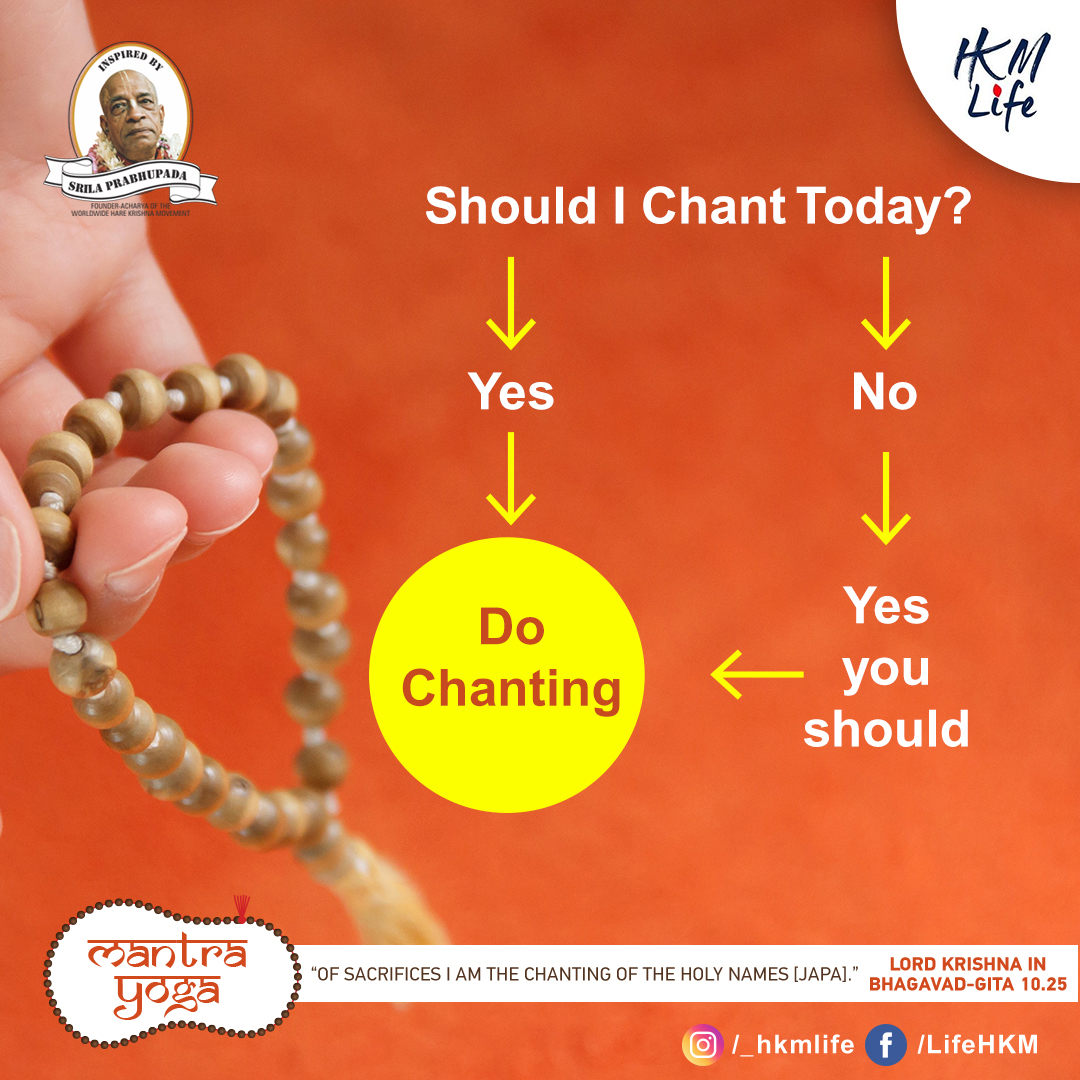 INSPIRED BY
SRILA PRABHUPADA
FOUNDER-ACHARYA OF THE
WORLDWIDE HARE KRISHNA MOVEMENT
HKM
Life
Should I Chant Today?
Yes
No
Do
Chanting
Yes
you
should
mantra
yoga
“OF SACRIFICES I AM THE CHANTING OF THE HOLY NAMES [JAPA].”
LORD KRISHNA IN
BHAGAVAD-GITA 10.25
/_hkmlife
/LifeHKM